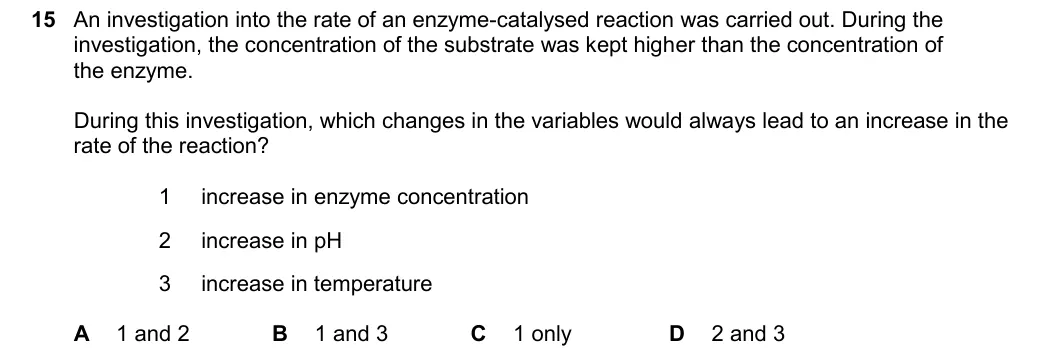 15 An investigation into the rate of an enzyme-catalysed reaction was carried out. During the
investigation, the concentration of the substrate was kept higher than the concentration of
the enzyme.
During this investigation, which changes in the variables would always lead to an increase in the
rate of the reaction?
1 increase in enzyme concentration
2 increase in pH
3 increase in temperature
A 1 and 2 B 1 and 3 C 1 only D 2 and 3